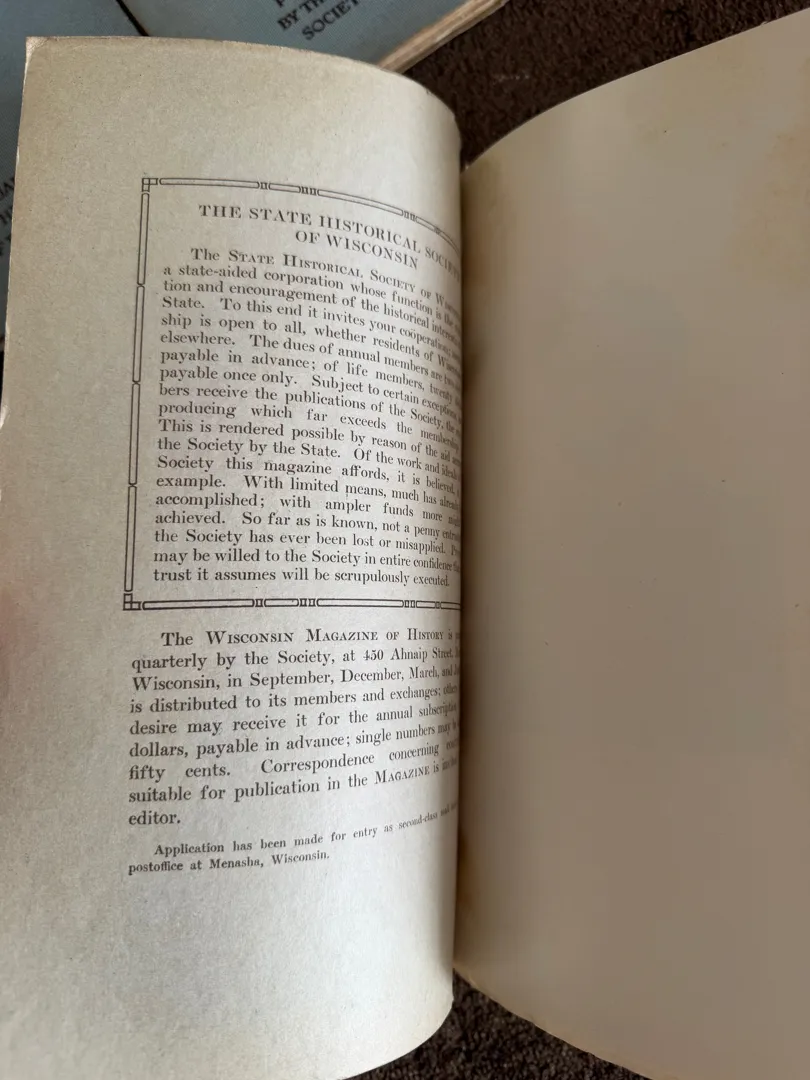 BY TH
SOCIET
THE STATE HISTORICAL SOCIETY
OF WISCONSIN
The STATE HISTORICAL SOCIETY OF
a state-aided corporation whose function is the
tion and encouragement of the historical
State. To this end it invites your cooperation;
ship is open to all, whether residents of
elsewhere. The dues of annual members are
payable in advance; of life members, twenty
payable once only. Subject to certain exceptions
bers receive the publications of the Society, the
producing which far exceeds the
This is rendered possible by reason of the aid
the Society by the State. Of the work and
Society this magazine affords, it is believed,
example. With limited means, much has
accomplished; with ampler funds more
achieved. So far as is known, not a penny
the Society has ever been lost or misapplied.
may be willed to the Society in entire confidence
trust it assumes will be scrupulously executed.
The WISCONSIN MAGAZINE OF HISTORY is
quarterly by the Society, at 450 Ahnaip Street,
Wisconsin, in September, December, March, and
is distributed to its members and exchanges;
desire may receive it for the annual subscription
dollars, payable in advance; single numbers may
fifty cents. Correspondence concerning
suitable for publication in the MAGAZINE is
editor.
Application has been made for entry as second-class
postoffice at Menasha, Wisconsin.